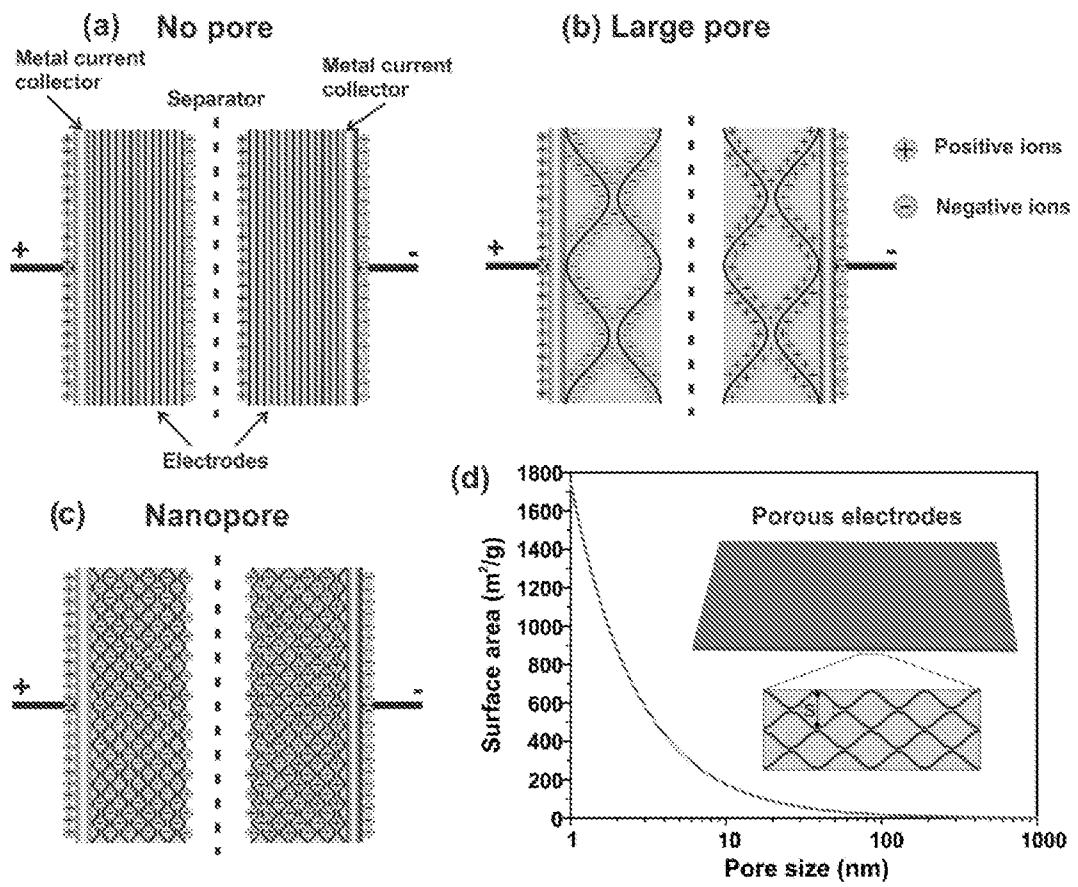 (a) No pore
Metal current
collector
Separator
Metal current
collector
+
-
Electrodes
(b) Large pore
+ Positive ions
- Negative ions
+
-
(c) Nanopore
+
-
(d)
Surface area (m²/g)
1800
1600
1400
1200
1000
800
600
400
200
0
Porous electrodes
1 10 100 1000
Pore size (nm)